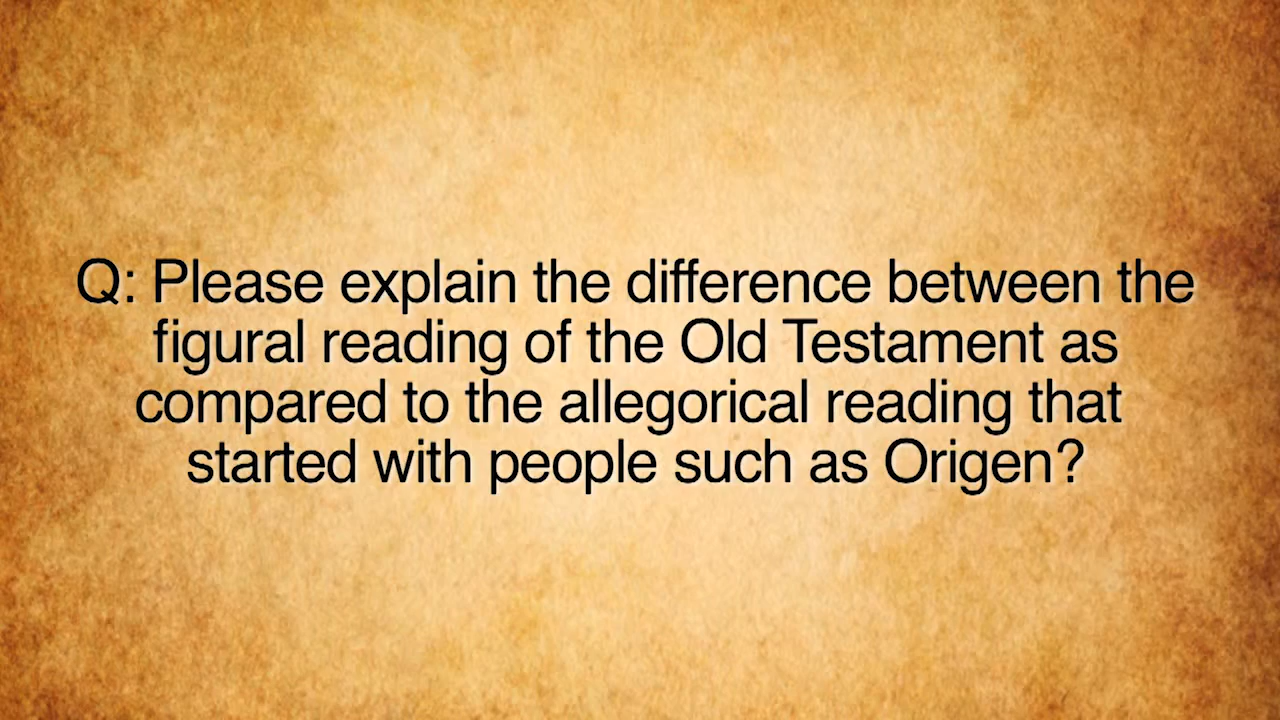 Q: Please explain the difference between the
figural reading of the Old Testament as
compared to the allegorical reading that
started with people such as Origen?